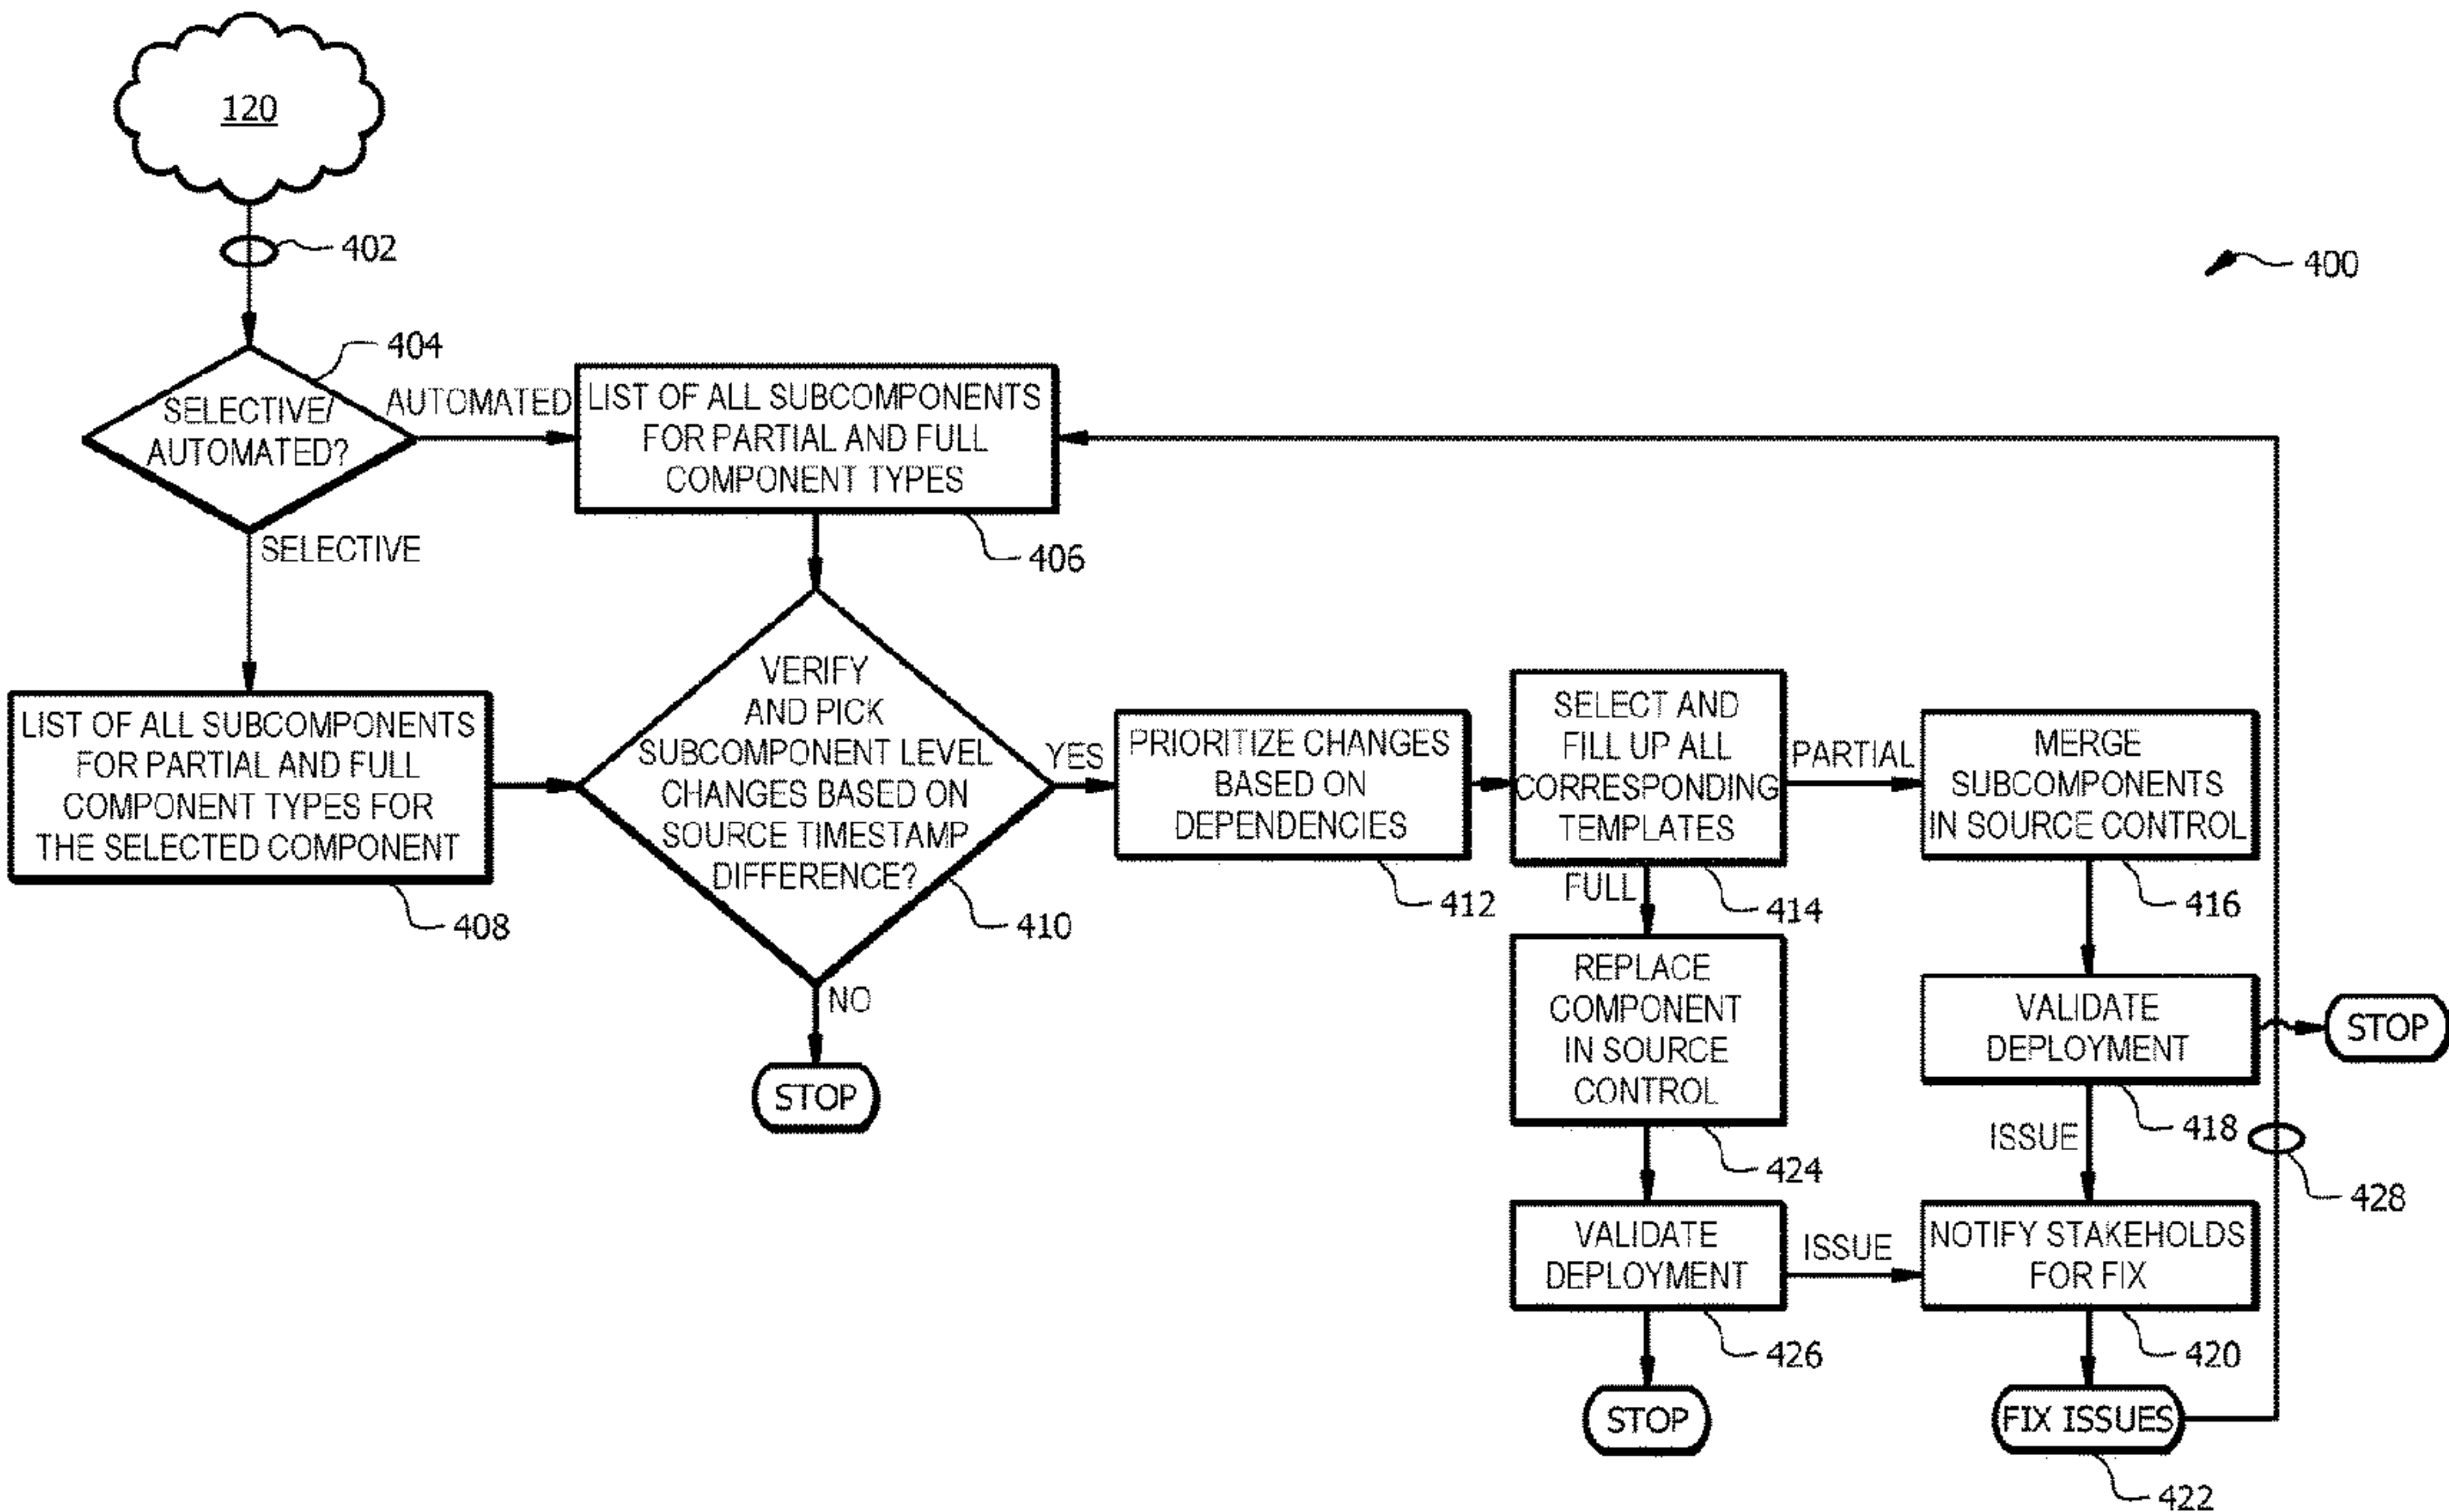 120
402
400
404
SELECTIVE/
AUTOMATED?
AUTOMATED
SELECTIVE
LIST OF ALL SUBCOMPONENTS
FOR PARTIAL AND FULL
COMPONENT TYPES
406
LIST OF ALL SUBCOMPONENTS
FOR PARTIAL AND FULL
COMPONENT TYPES FOR
THE SELECTED COMPONENT
408
VERIFY
AND PICK
SUBCOMPONENT LEVEL
CHANGES BASED ON
SOURCE TIMESTAMP
DIFFERENCE?
410
YES
NO
STOP
PRIORITIZE CHANGES
BASED ON
DEPENDENCIES
412
SELECT AND
FILL UP ALL
CORRESPONDING
TEMPLATES
414
PARTIAL
FULL
MERGE
SUBCOMPONENTS
IN SOURCE CONTROL
416
REPLACE
COMPONENT
IN SOURCE
CONTROL
424
VALIDATE
DEPLOYMENT
418
STOP
ISSUE
428
VALIDATE
DEPLOYMENT
426
ISSUE
NOTIFY STAKEHOLDS
FOR FIX
420
STOP
FIX ISSUES
422